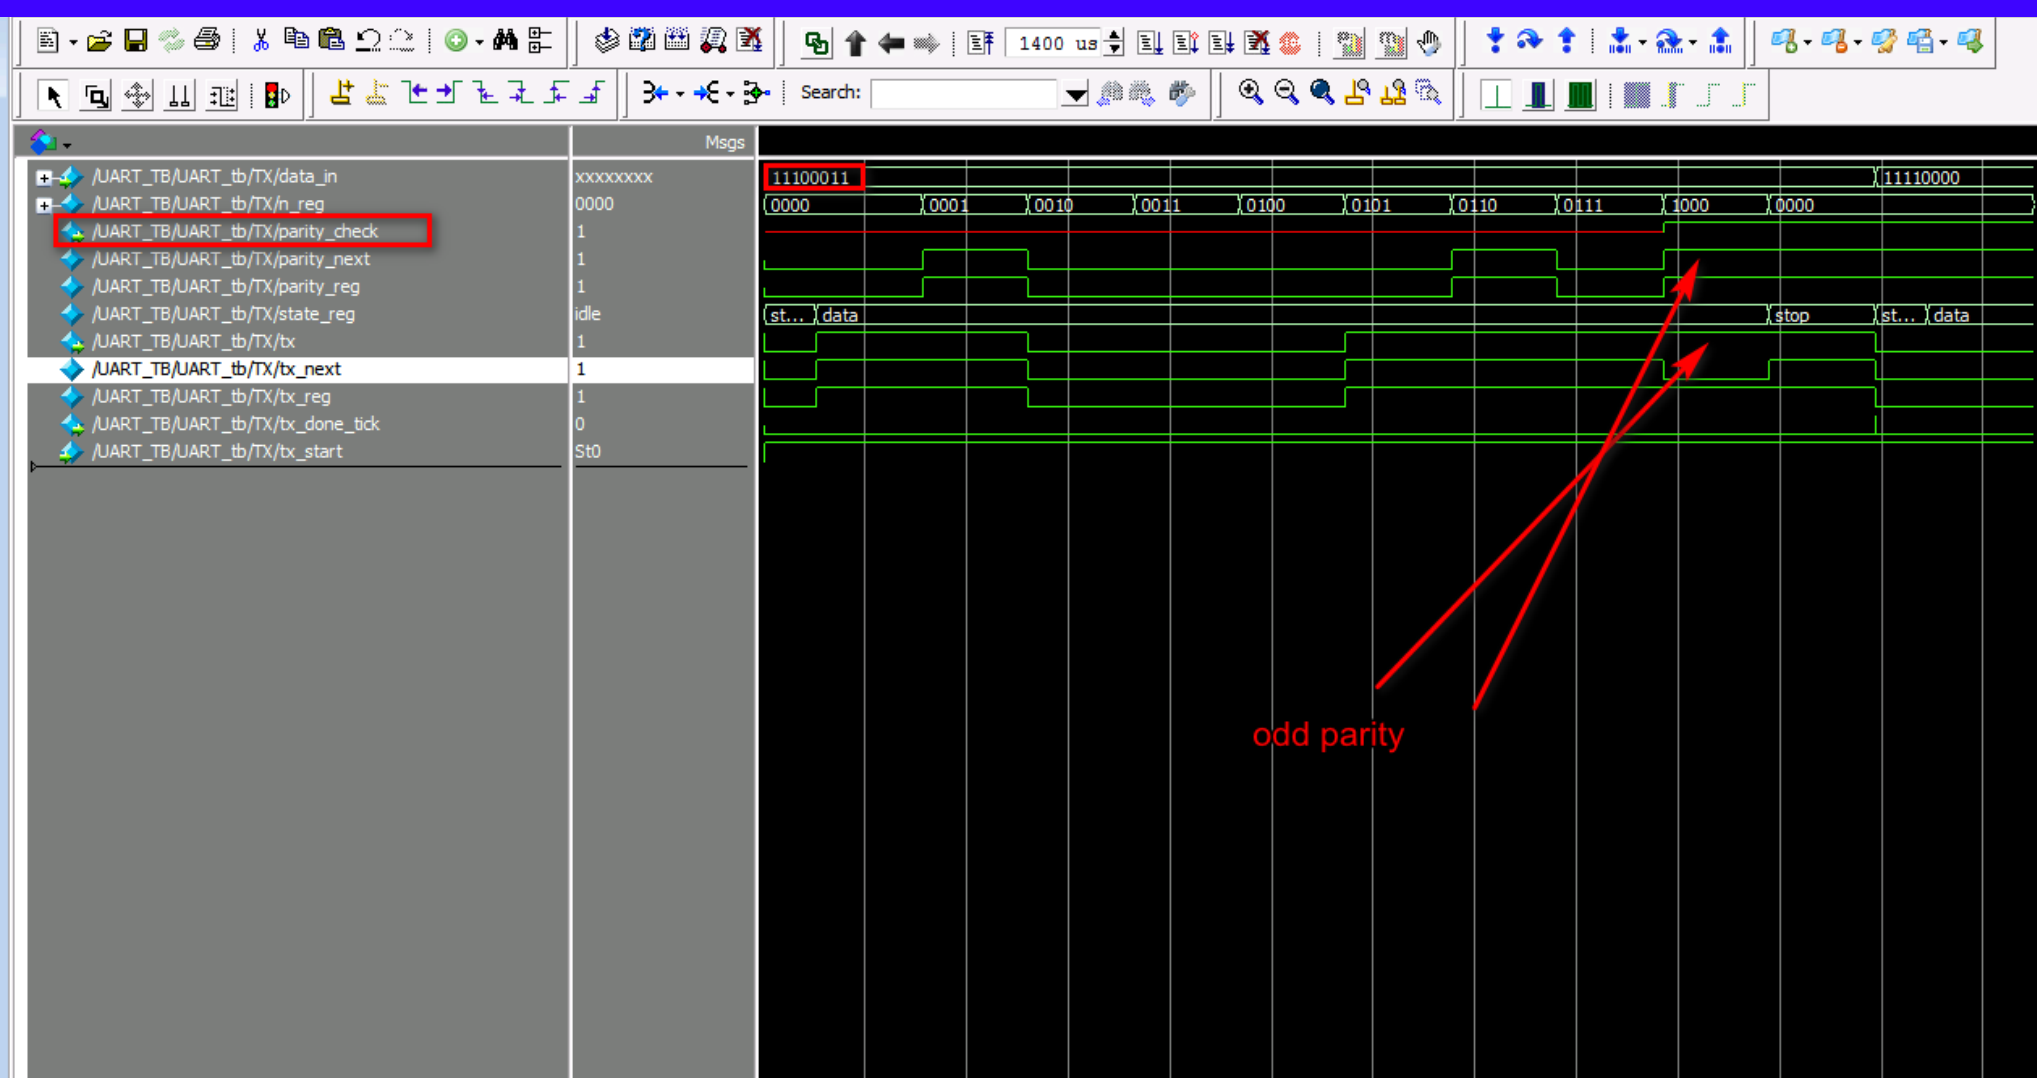 1400 us
Search:
Msgs
/UART_TB/UART_tb/TX/data_in xxxxxxxx 11100011 11110000
/UART_TB/UART_tb/TX/n_reg 0000 0000 0001 0010 0011 0100 0101 0110 0111 1000 0000
/UART_TB/UART_tb/TX/parity_check 1
/UART_TB/UART_tb/TX/parity_next 1
/UART_TB/UART_tb/TX/parity_reg 1
/UART_TB/UART_tb/TX/state_reg idle st... data stop st... data
/UART_TB/UART_tb/TX/tx 1
/UART_TB/UART_tb/TX/tx_next 1
/UART_TB/UART_tb/TX/tx_reg 1
/UART_TB/UART_tb/TX/tx_done_tick 0
/UART_TB/UART_tb/TX/tx_start St0
odd parity